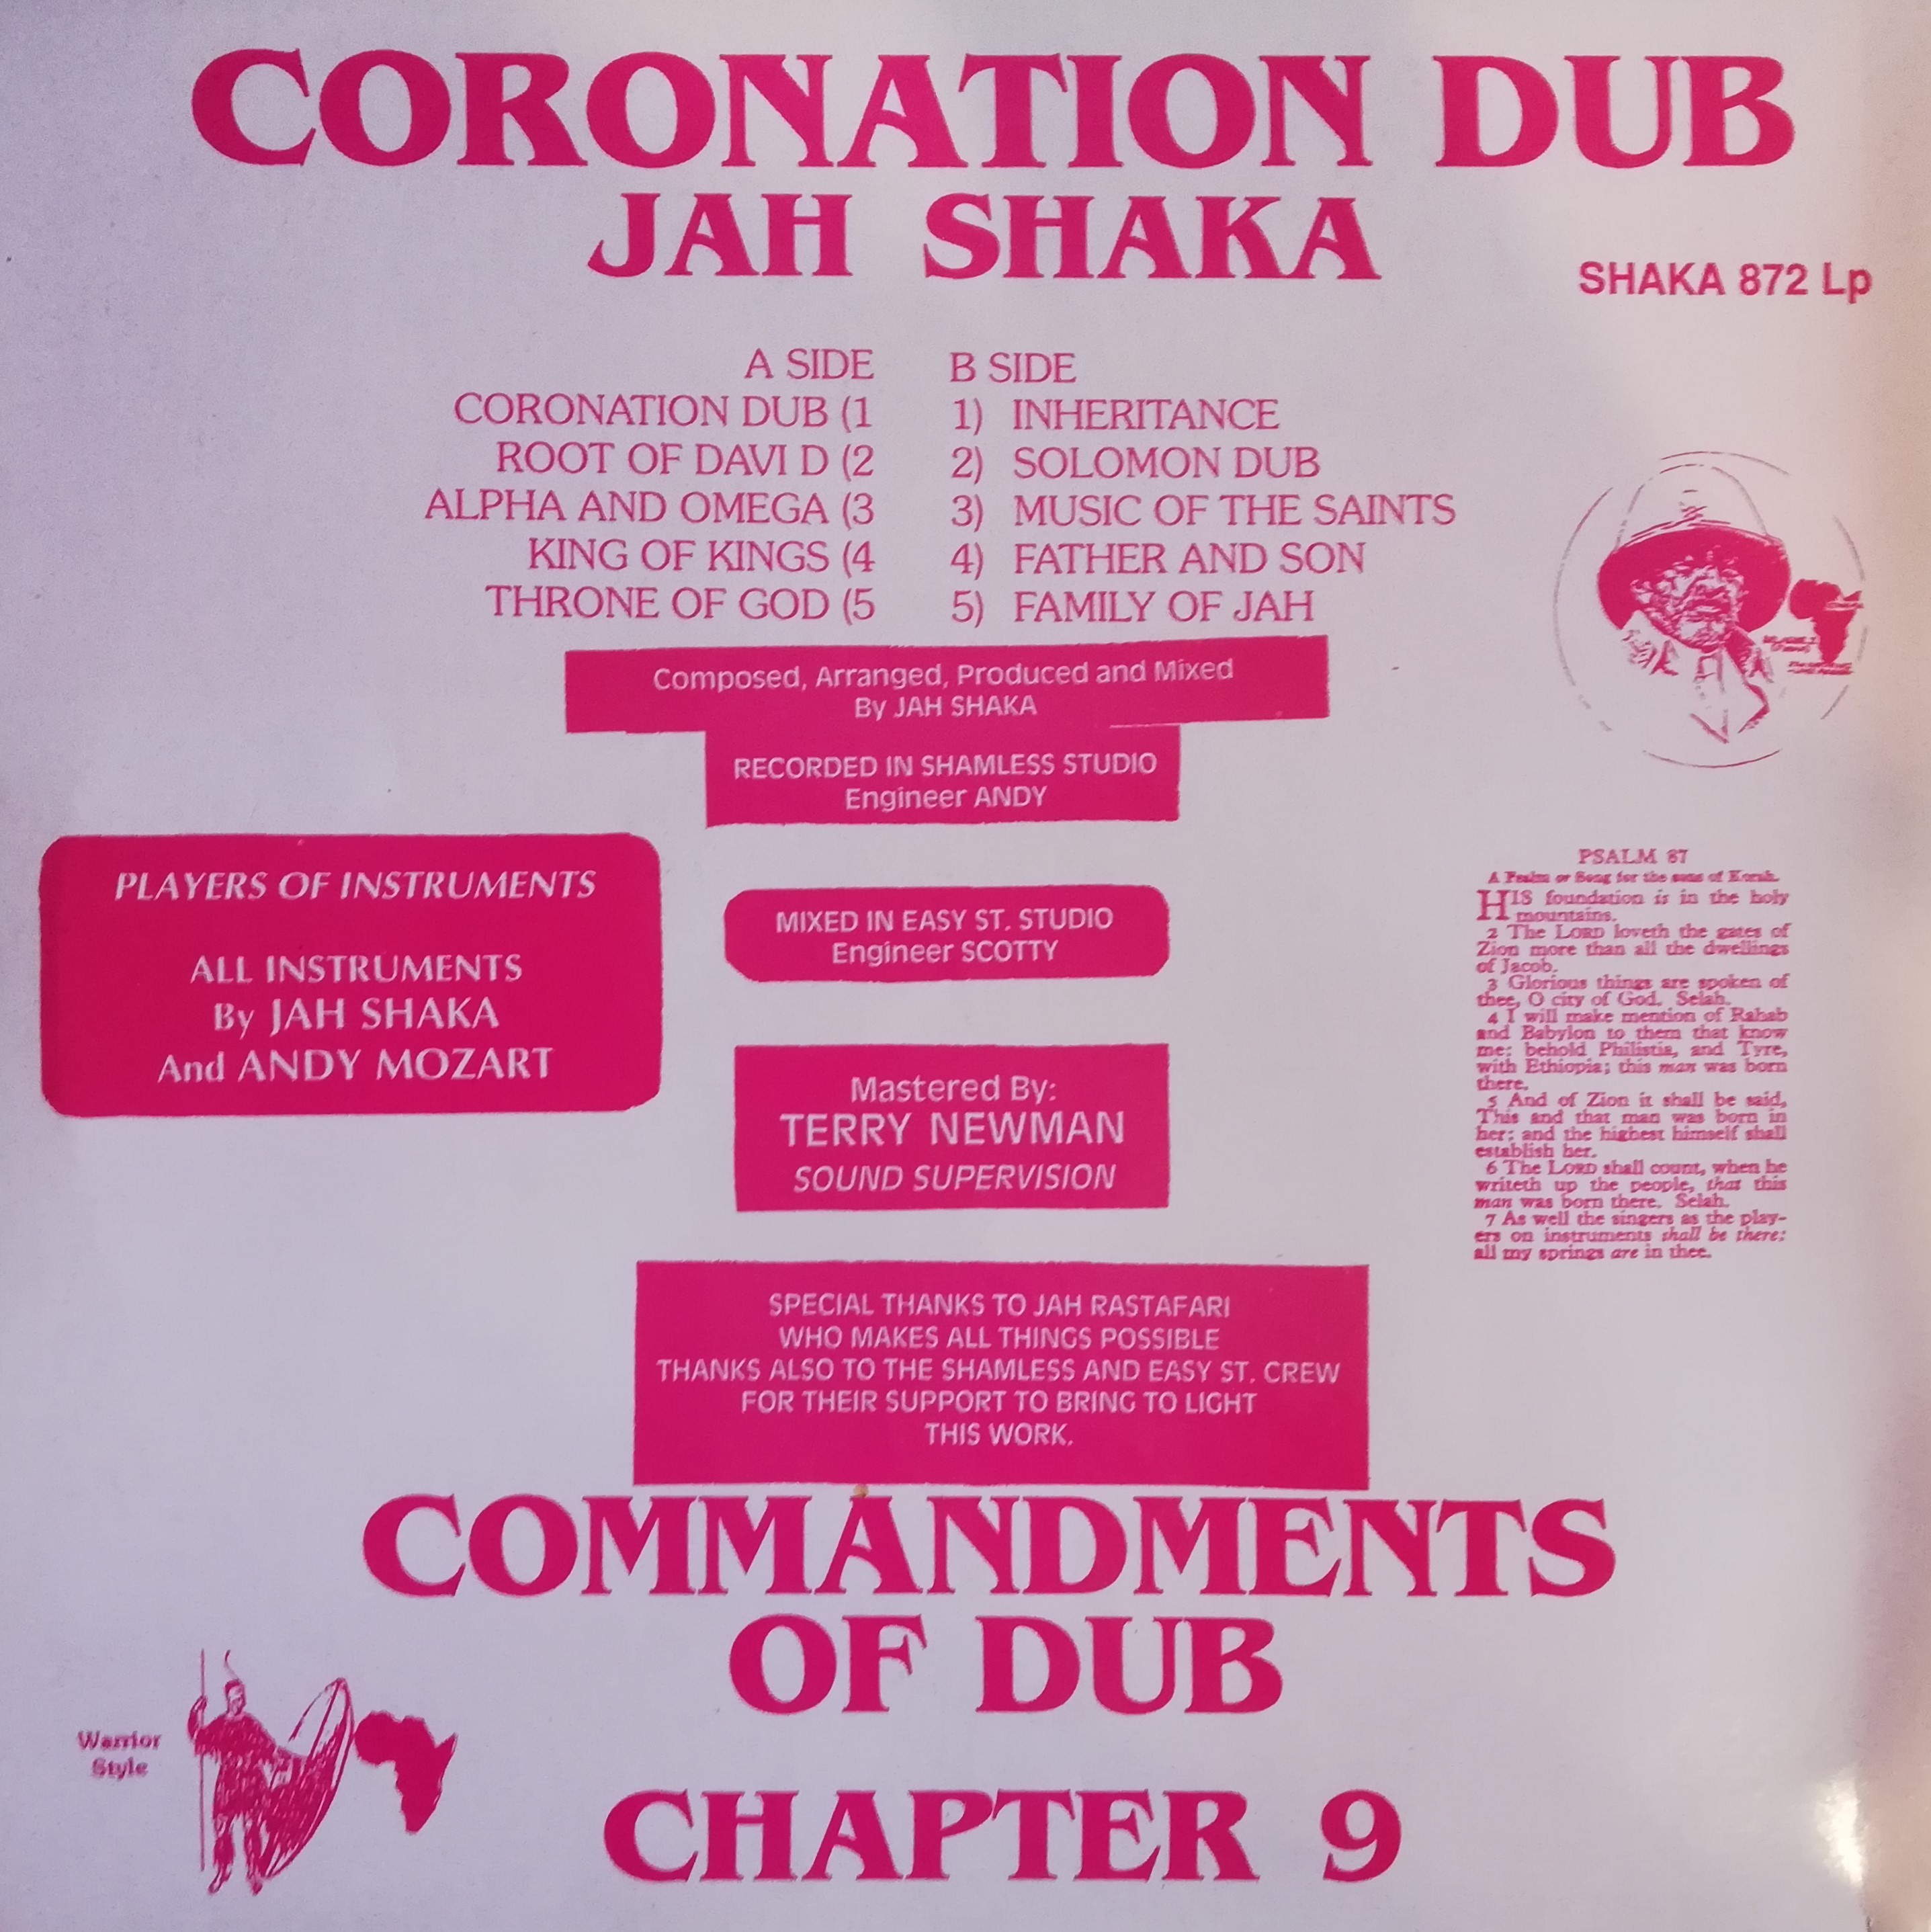 CORONATION DUB
JAH SHAKA
SHAKA 872 Lp
A SIDE
CORONATION DUB (1
ROOT OF DAVI D (2
ALPHA AND OMEGA (3
KING OF KINGS (4
THRONE OF GOD (5
B SIDE
1) INHERITANCE
2) SOLOMON DUB
3) MUSIC OF THE SAINTS
4) FATHER AND SON
5) FAMILY OF JAH
Composed, Arranged, Produced and Mixed
By JAH SHAKA
RECORDED IN SHAMLESS STUDIO
Engineer ANDY
PLAYERS OF INSTRUMENTS
ALL INSTRUMENTS
By JAH SHAKA
And ANDY MOZART
MIXED IN EASY ST. STUDIO
Engineer SCOTTY
Mastered By:
TERRY NEWMAN
SOUND SUPERVISION
PSALM 87
A Psalm or Song for the sons of Korah.
HIS foundation is in the holy
mountains.
2 The LORD loveth the gates of
Zion more than all the dwellings
of Jacob.
3 Glorious things are spoken of
thee, O city of God. Selah.
4 I will make mention of Rahab
and Babylon to them that know
me: behold Philistia, and Tyre,
with Ethiopia; this man was born
there.
5 And of Zion it shall be said,
This and that man was born in
her: and the highest himself shall
establish her.
6 The LORD shall count, when he
writeth up the people, that this
man was born there. Selah.
7 As well the singers as the play-
ers on instruments shall be there:
all my springs are in thee.
SPECIAL THANKS TO JAH RASTAFARI
WHO MAKES ALL THINGS POSSIBLE
THANKS ALSO TO THE SHAMLESS AND EASY ST. CREW
FOR THEIR SUPPORT TO BRING TO LIGHT
THIS WORK.
COMMANDMENTS
OF DUB
CHAPTER 9
Warrior
Style